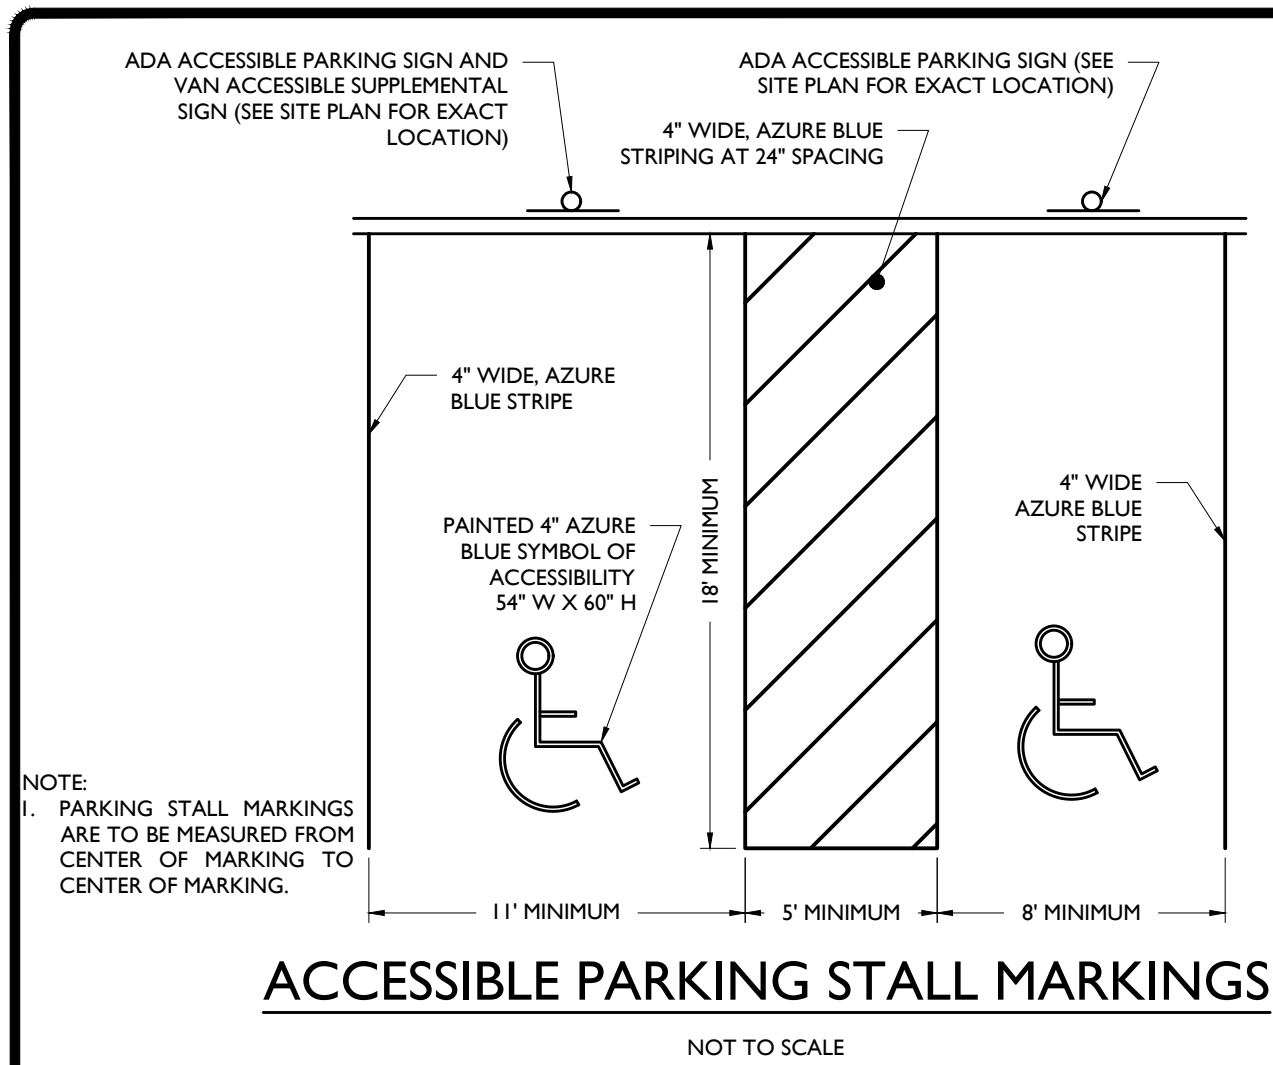 ADA ACCESSIBLE PARKING SIGN AND
VAN ACCESSIBLE SUPPLEMENTAL
SIGN (SEE SITE PLAN FOR EXACT
LOCATION)
ADA ACCESSIBLE PARKING SIGN (SEE
SITE PLAN FOR EXACT LOCATION)
4" WIDE, AZURE BLUE
STRIPING AT 24" SPACING
4" WIDE, AZURE
BLUE STRIPE
PAINTED 4" AZURE
BLUE SYMBOL OF
ACCESSIBILITY
54" W X 60" H
18' MINIMUM
4" WIDE
AZURE BLUE
STRIPE
NOTE:
1. PARKING STALL MARKINGS
ARE TO BE MEASURED FROM
CENTER OF MARKING TO
CENTER OF MARKING.
11' MINIMUM
5' MINIMUM
8' MINIMUM
ACCESSIBLE PARKING STALL MARKINGS
NOT TO SCALE